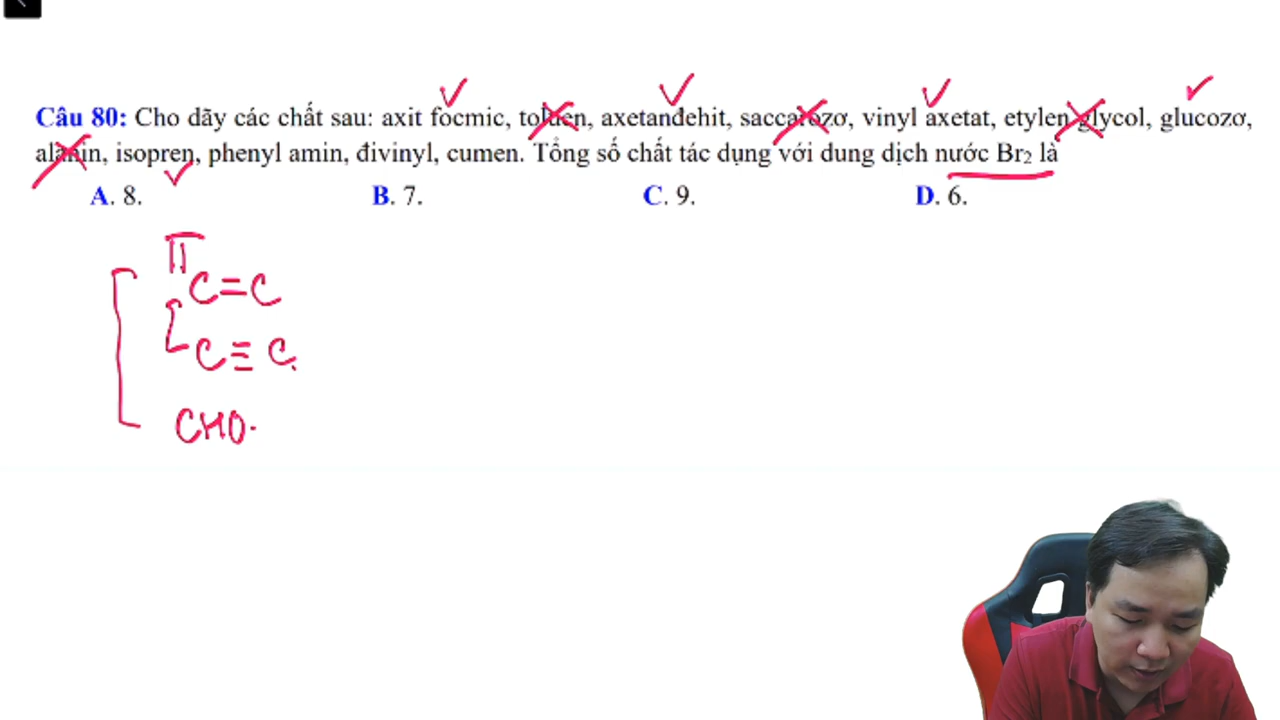 Câu 80: Cho dãy các chất sau: axit focmic, toluen, axetandehit, saccarozơ, vinyl axetat, etylen glycol, glucozơ,
alanin, isopren, phenyl amin, đivinyl, cumen. Tổng số chất tác dụng với dung dịch nước Br₂ là
A. 8. B. 7. C. 9. D. 6.
π
C=C
C≡C
CHO